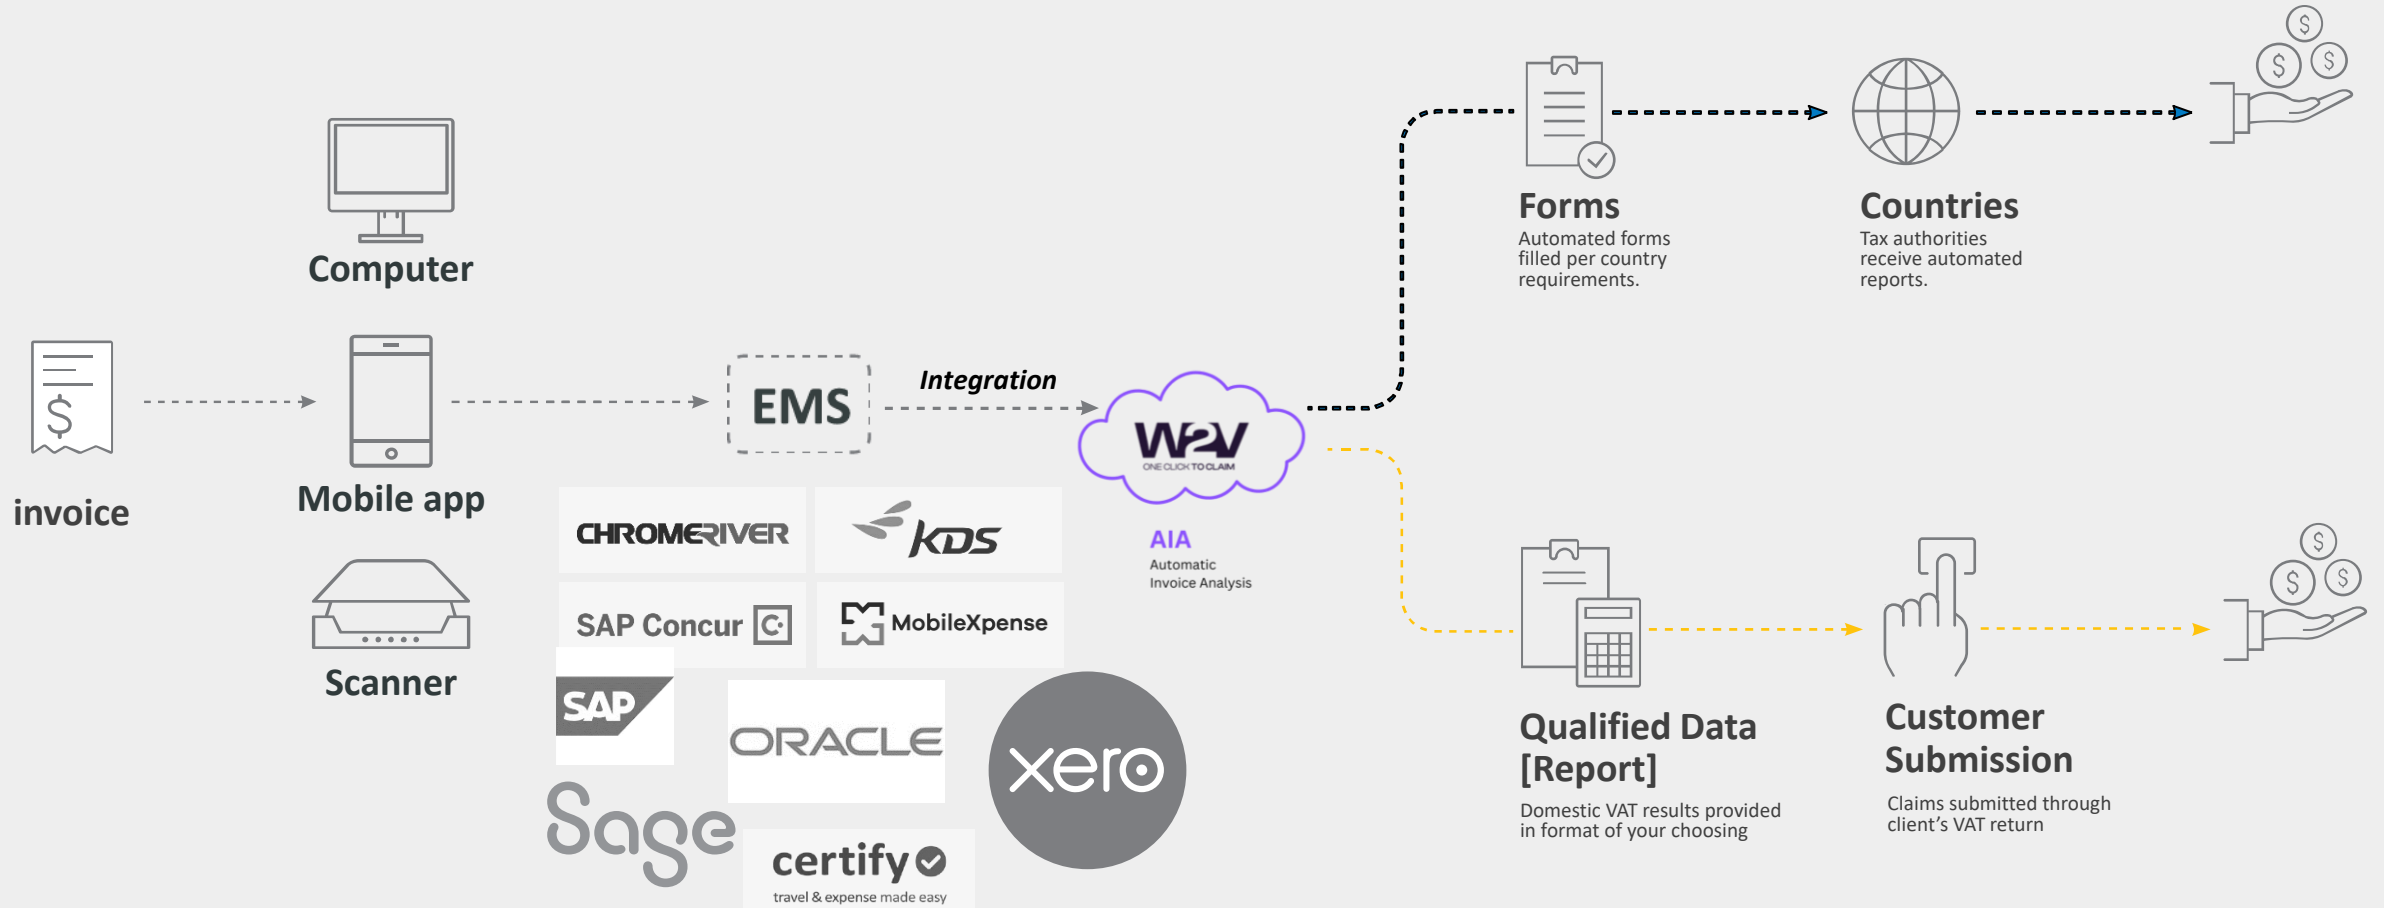 Computer
invoice
Mobile app
Scanner
EMS
Integration
CHROMERIVER
KDS
SAP Concur C.
MobileXpense
SAP
ORACLE
xero
Sage
certify
travel & expense made easy
W2V
ONE CLICK TO CLAIM
AIA
Automatic
Invoice Analysis
Forms
Automated forms
filled per country
requirements.
Countries
Tax authorities
receive automated
reports.
Qualified Data
[Report]
Domestic VAT results provided
in format of your choosing
Customer
Submission
Claims submitted through
client’s VAT return